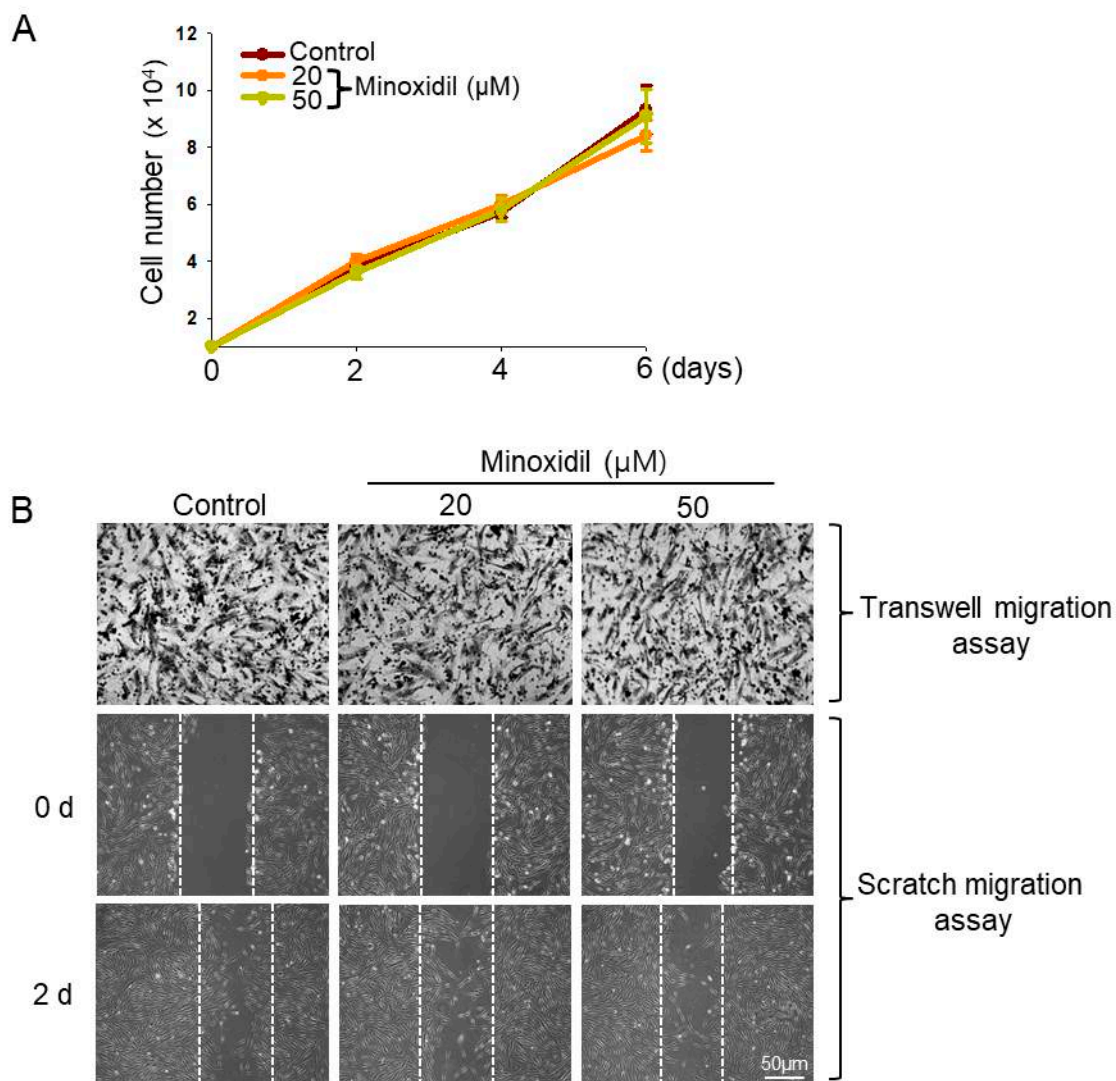 A
12
10
8
6
4
2
Cell number (x 10⁴)
Control
20
50
Minoxidil (µM)
0
2
4
6 (days)
Minoxidil (µM)
B
Control
20
50
Transwell migration
assay
0 d
2 d
Scratch migration
assay
50µm